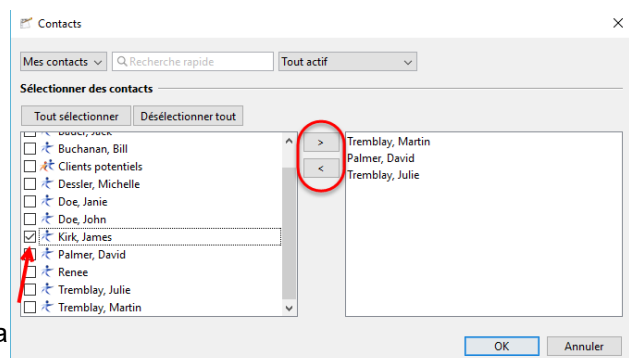 Contacts
Mes contacts Recherche rapide Tout actif
Sélectionner des contacts
Tout sélectionner Désélectionner tout
Bauer, Jack
Buchanan, Bill
Clients potentiels
Dessler, Michelle
Doe, Janie
Doe, John
Kirk, James
Palmer, David
Renee
Tremblay, Julie
Tremblay, Martin
>
<
Tremblay, Martin
Palmer, David
Tremblay, Julie
a
OK Annuler